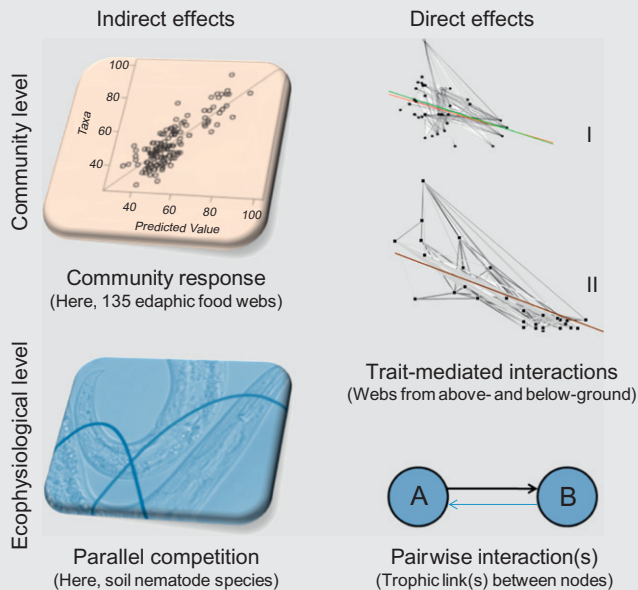 Indirect effects
Direct effects
Community level
100
80
60
40
Taxa
40
60
80
100
Predicted Value
I
II
Community response
(Here, 135 edaphic food webs)
Trait-mediated interactions
(Webs from above- and below-ground)
Ecophysiological level
A
B
Parallel competition
(Here, soil nematode species)
Pairwise interaction(s)
(Trophic link(s) between nodes)